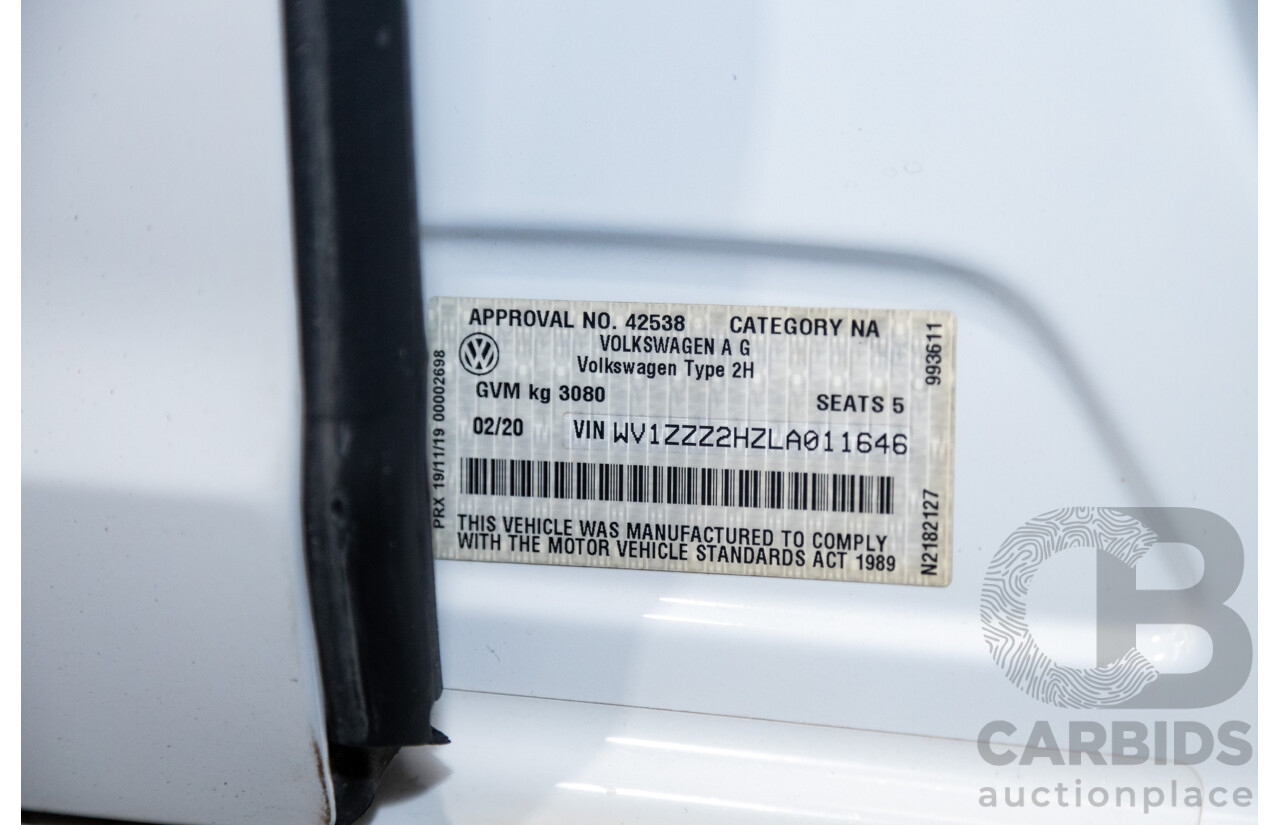 APPROVAL NO. 42538 CATEGORY NA
VOLKSWAGEN A G
Volkswagen Type 2H
GVM kg 3080
SEATS 5
02/20 VIN WV1ZZZ2HZLA011646
THIS VEHICLE WAS MANUFACTURED TO COMPLY
WITH THE MOTOR VEHICLE STANDARDS ACT 1989
PRX 19/11/19 00002698
993611
N2182127
CB
CARBIDS
auctionplace